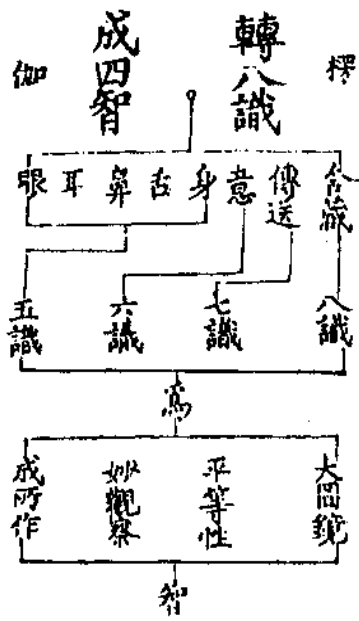 楞
轉八識
成四智
伽
含藏
傳送
意
身
舌
鼻
耳
眼
八識
七識
六識
五識
為
大圓鏡
平等性
妙觀察
成所作
智